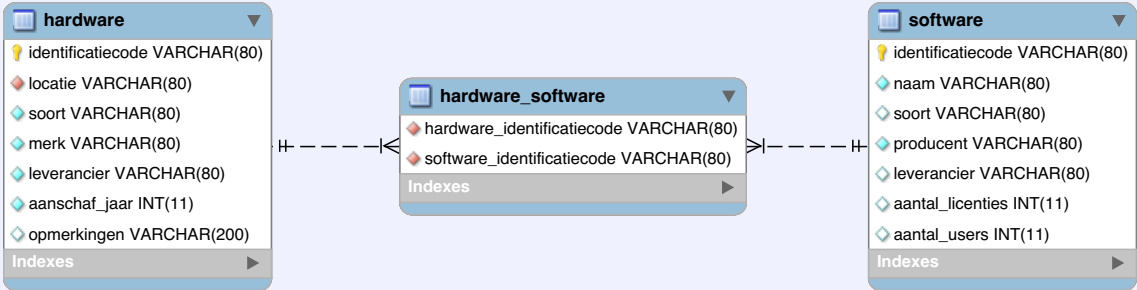 hardware
identificatiecode VARCHAR(80)
locatie VARCHAR(80)
soort VARCHAR(80)
merk VARCHAR(80)
leverancier VARCHAR(80)
aanschaf_jaar INT(11)
opmerkingen VARCHAR(200)
Indexes
hardware_software
hardware_identificatiecode VARCHAR(80)
software_identificatiecode VARCHAR(80)
Indexes
software
identificatiecode VARCHAR(80)
naam VARCHAR(80)
soort VARCHAR(80)
producent VARCHAR(80)
leverancier VARCHAR(80)
aantal_licenties INT(11)
aantal_users INT(11)
Indexes